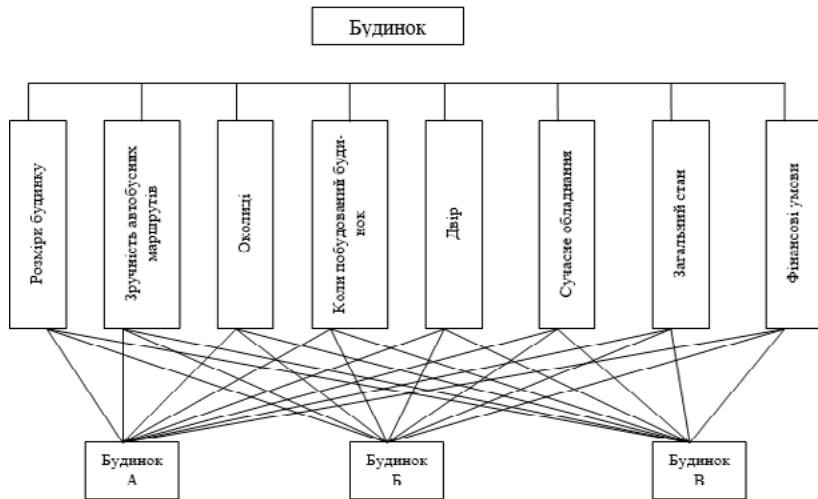 Будинок
Розміри будинку
Зручність автобусних
маршрутів
Околиці
Коли побудований буди-
нок
Двір
Сучасне обладнання
Загальний стан
Фінансові умови
Будинок
А
Будинок
Б
Будинок
В